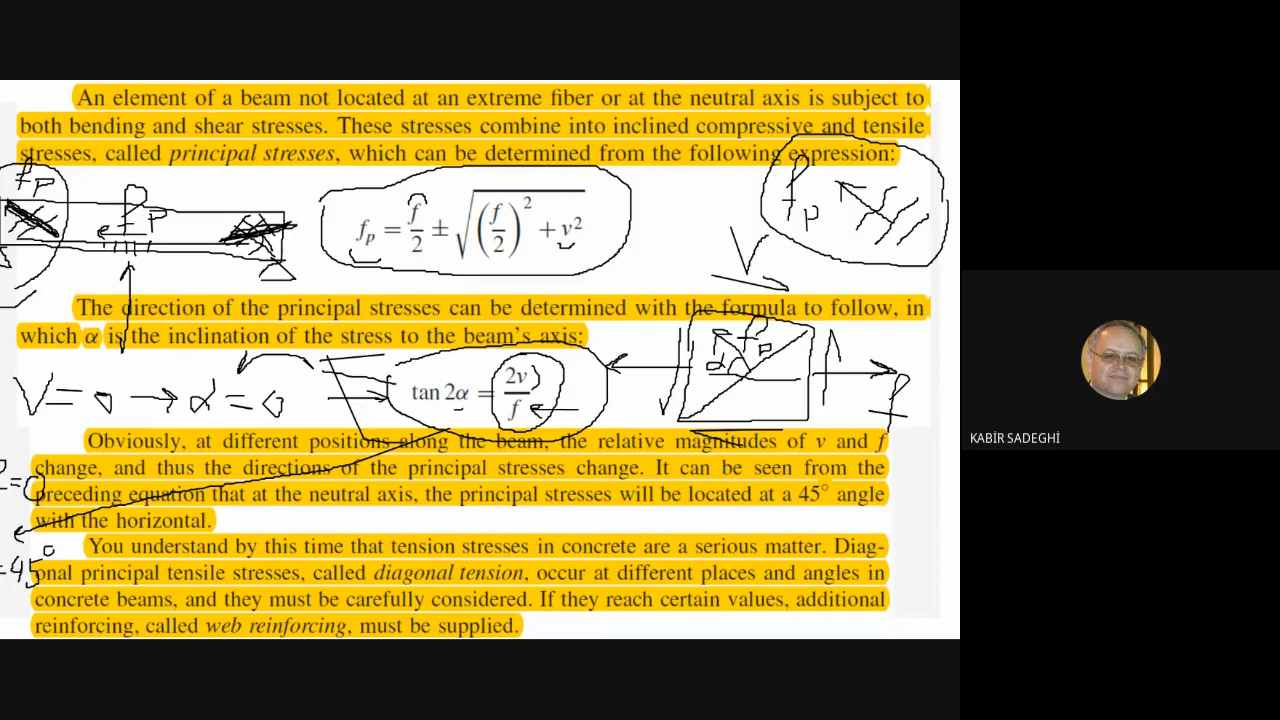 An element of a beam not located at an extreme fiber or at the neutral axis is subject to
both bending and shear stresses. These stresses combine into inclined compressive and tensile
stresses, called principal stresses, which can be determined from the following expression:
fp
fp
fp
fp = f/2 ± √((f/2)² + v²)
V
The direction of the principal stresses can be determined with the formula to follow, in
which α is the inclination of the stress to the beam's axis:
fp
α
V = 0 → α = 0
tan 2α = 2v/f
f
Obviously, at different positions along the beam, the relative magnitudes of v and f
change, and thus the directions of the principal stresses change. It can be seen from the
= 0
preceding equation that at the neutral axis, the principal stresses will be located at a 45° angle
with the horizontal.
You understand by this time that tension stresses in concrete are a serious matter. Diag-
= 45°
onal principal tensile stresses, called diagonal tension, occur at different places and angles in
concrete beams, and they must be carefully considered. If they reach certain values, additional
reinforcing, called web reinforcing, must be supplied.
KABİR SADEGHİ